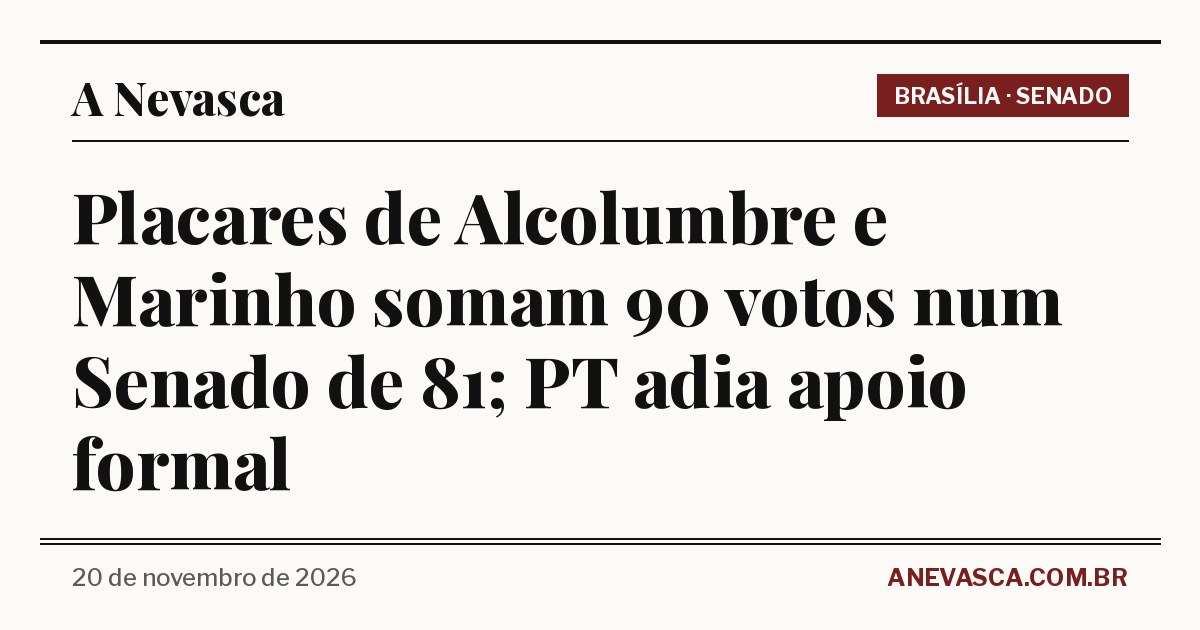 A Nevasca
BRASÍLIA · SENADO
Placares de Alcolumbre e
Marinho somam 90 votos num
Senado de 81; PT adia apoio
formal
20 de novembro de 2026
ANEVASCA.COM.BR